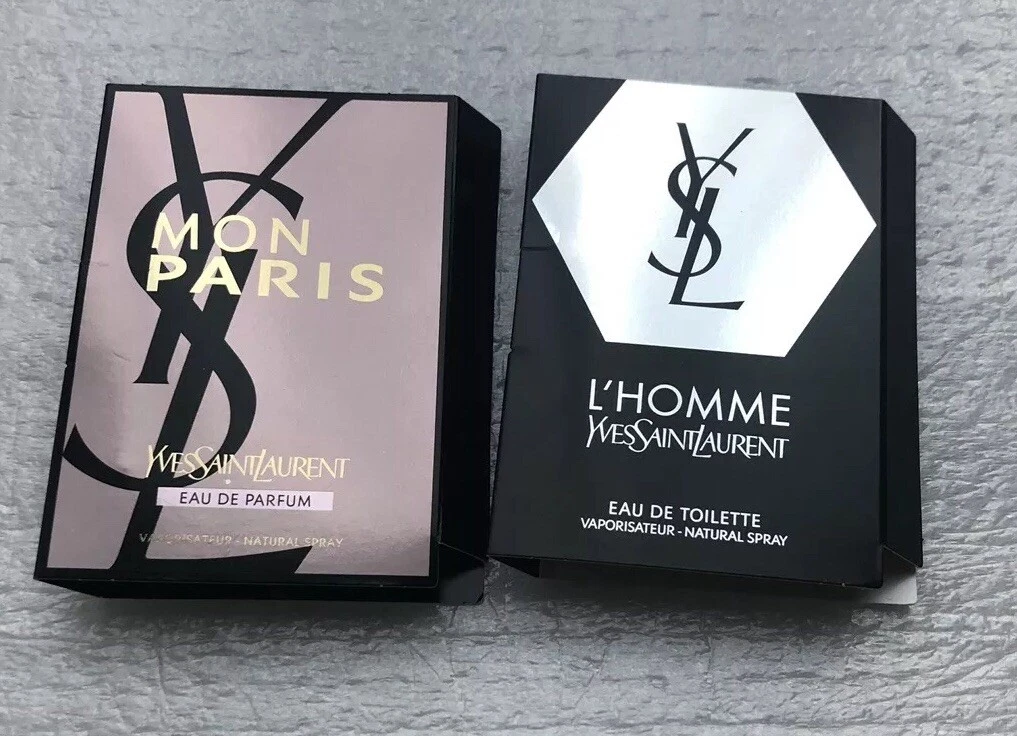 YSL
MON
PARIS
YVESSAINTLAURENT
EAU DE PARFUM
VAPORISATEUR - NATURAL SPRAY
YSL
L'HOMME
YVESSAINTLAURENT
EAU DE TOILETTE
VAPORISATEUR - NATURAL SPRAY